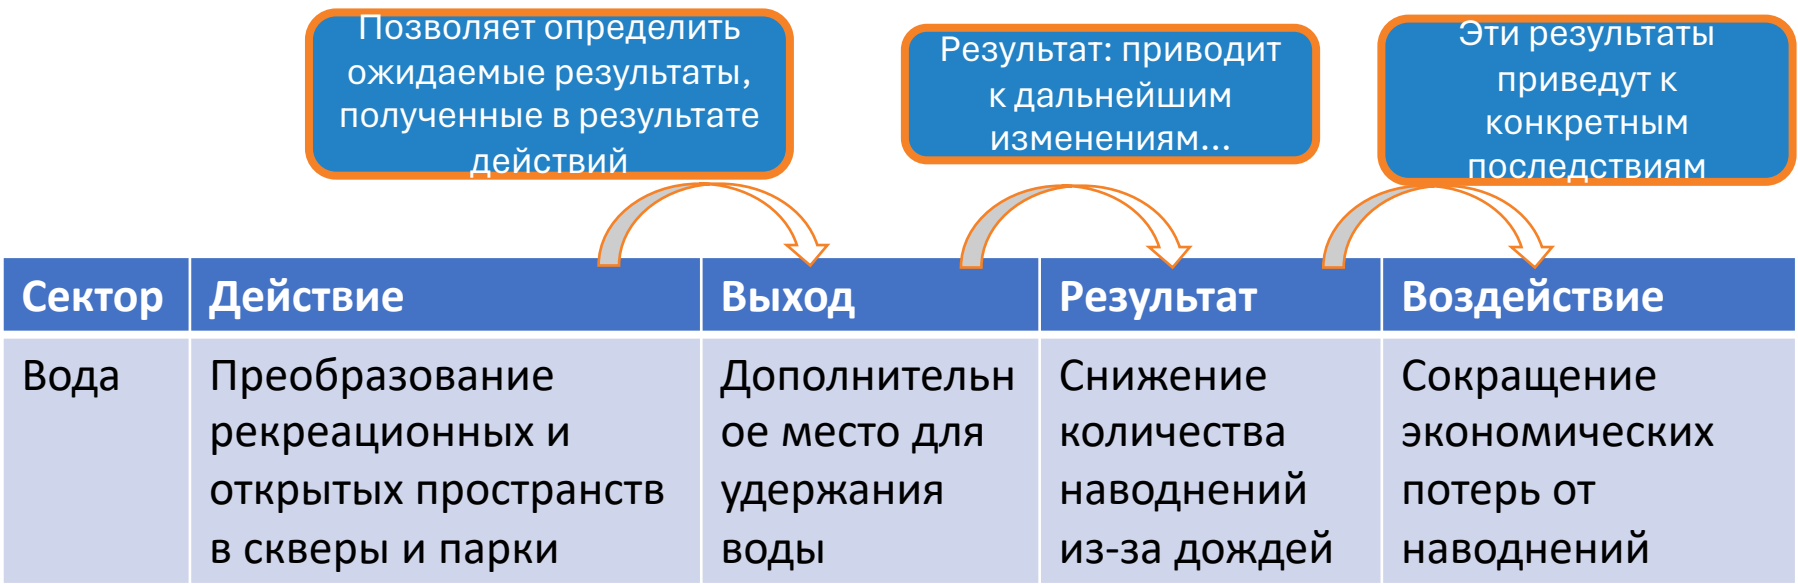 Позволяет определить
ожидаемые результаты,
полученные в результате
действий
Результат: приводит
к дальнейшим
изменениям...
Эти результаты
приведут к
конкретным
последствиям
Сектор Действие Выход Результат Воздействие
Вода
Преобразование
рекреационных и
открытых пространств
в скверы и парки
Дополнительн
ое место для
удержания
воды
Снижение
количества
наводнений
из-за дождей
Сокращение
экономических
потерь от
наводнений